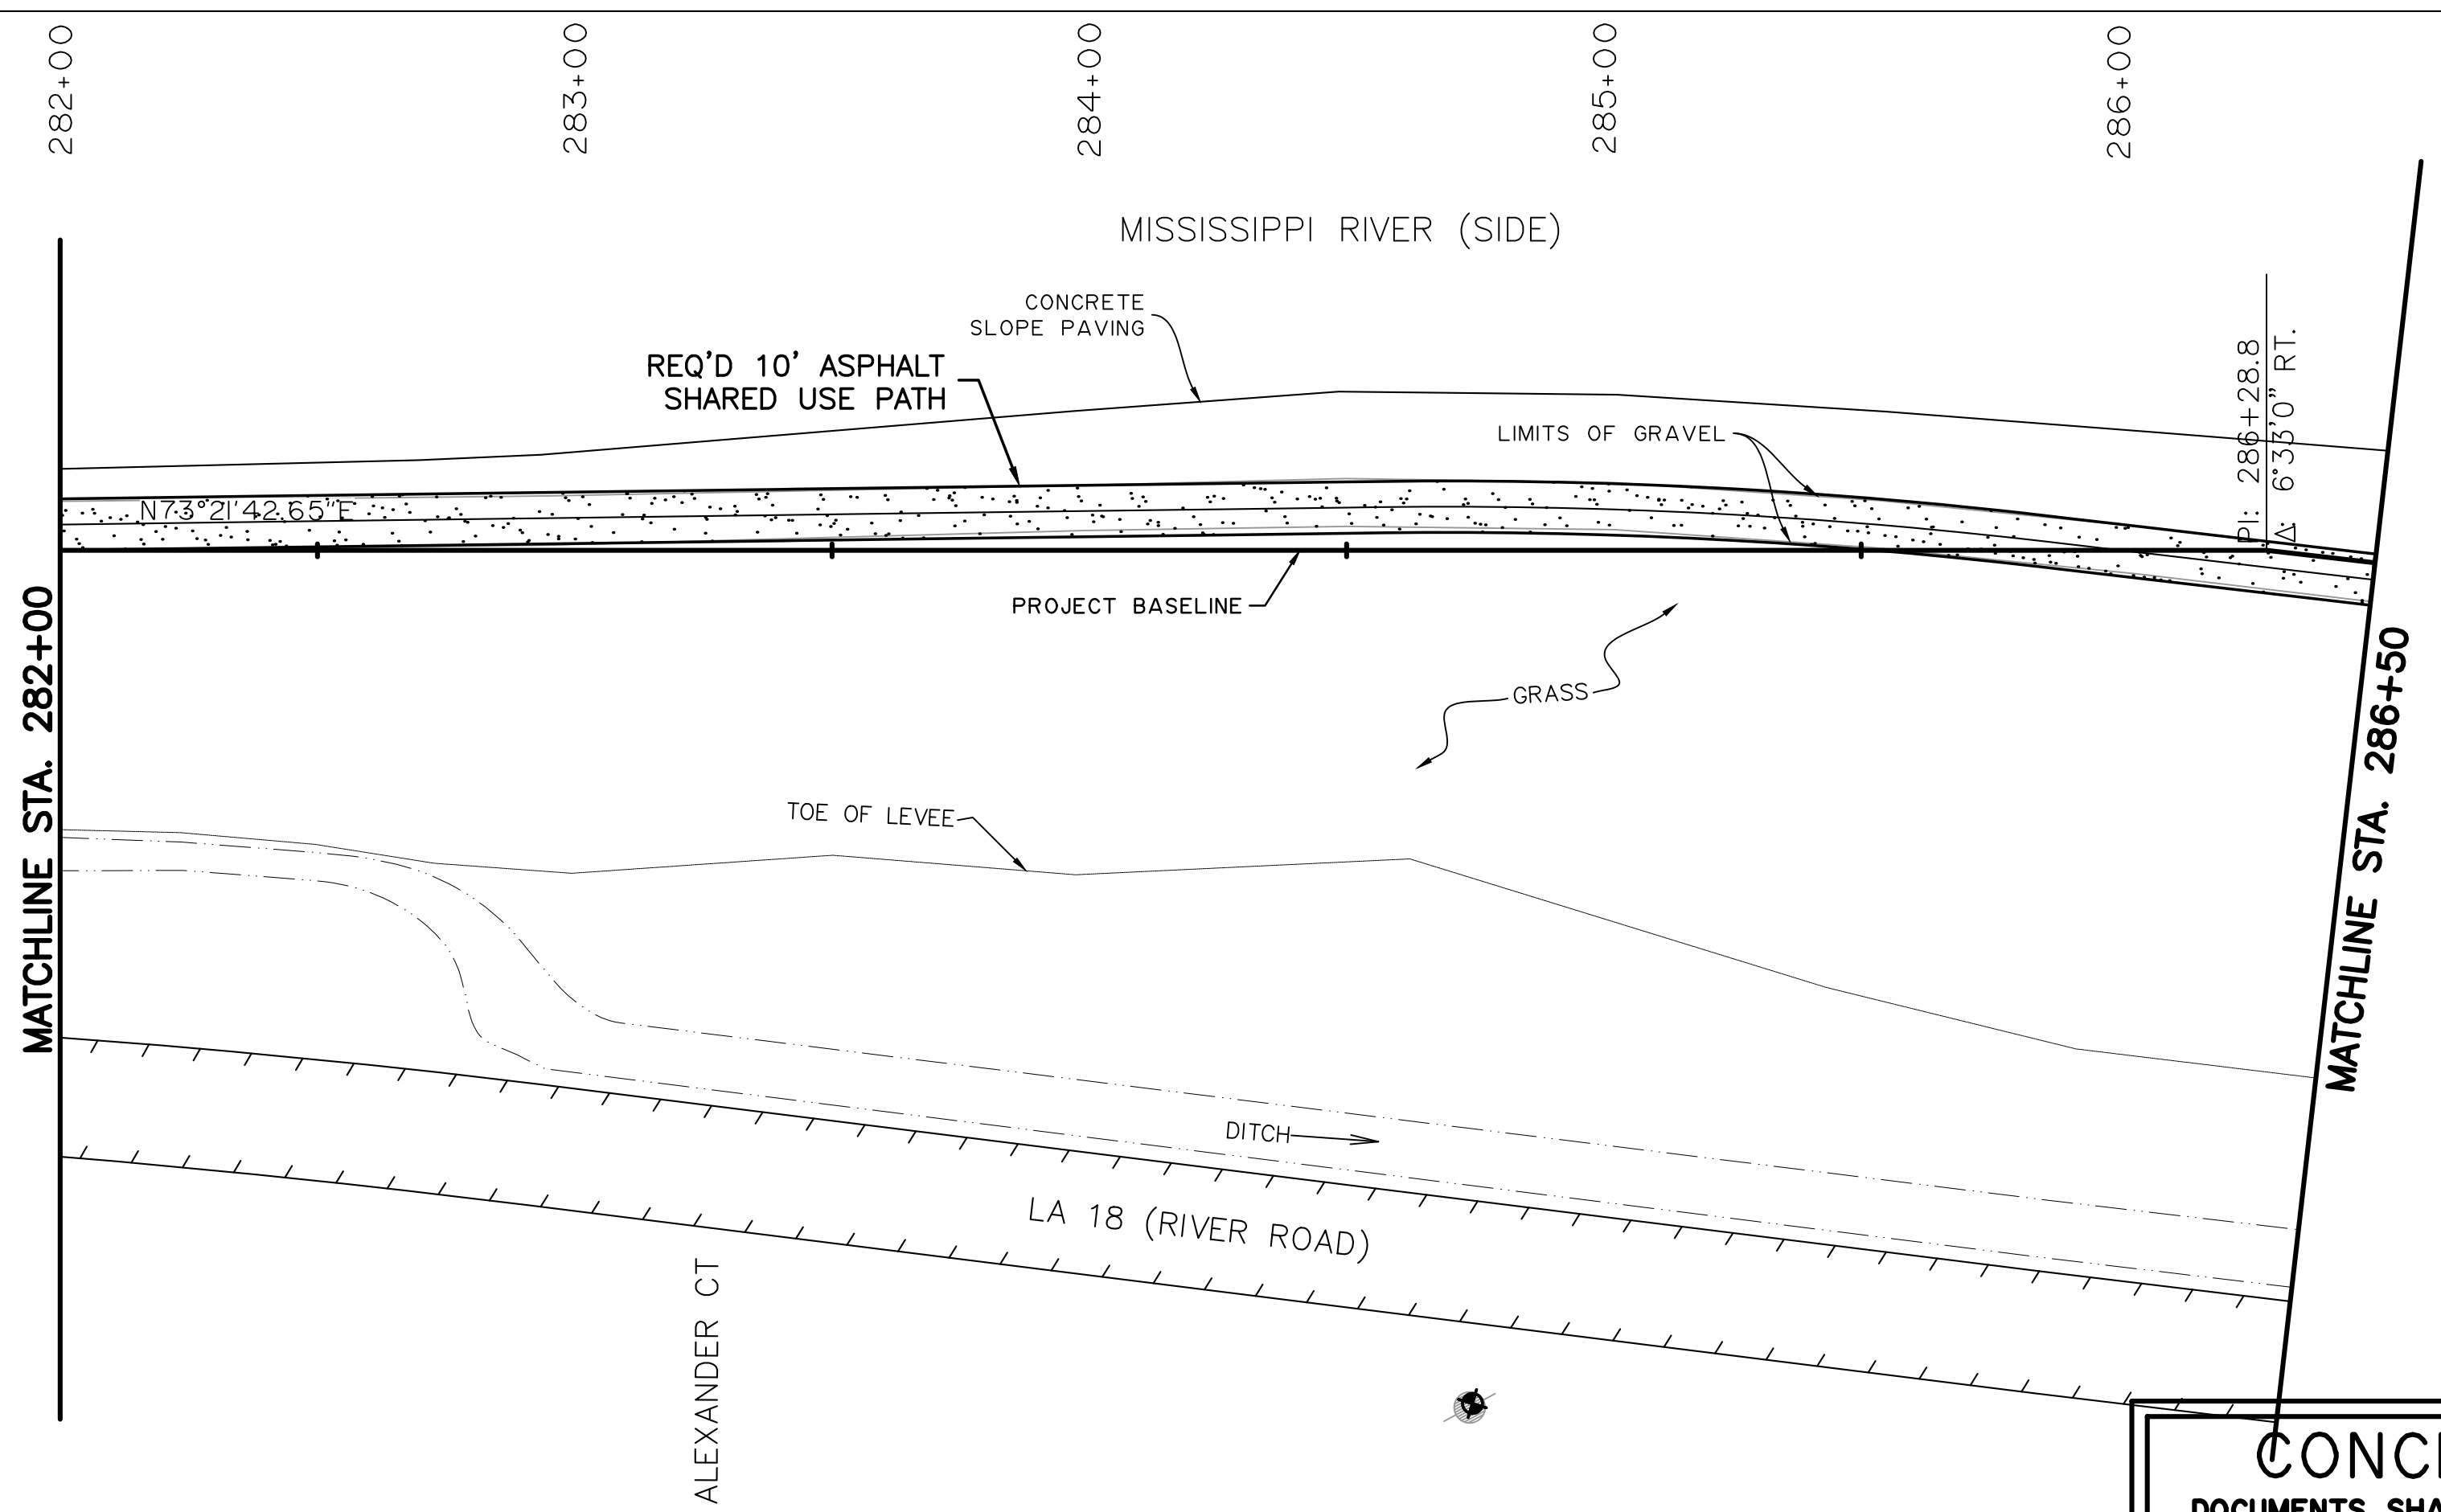 282+00
283+00
284+00
285+00
286+00
MISSISSIPPI RIVER (SIDE)
CONCRETE
SLOPE PAVING
REQ'D 10' ASPHALT
SHARED USE PATH
LIMITS OF GRAVEL
PI: 286+28.8
Δ: 6°33'0" RT.
N73°21'42.65"E
PROJECT BASELINE
MATCHLINE STA. 282+00
GRASS
MATCHLINE STA. 286+50
TOE OF LEVEE
DITCH
LA 18 (RIVER ROAD)
ALEXANDER CT
DOCUMENTS